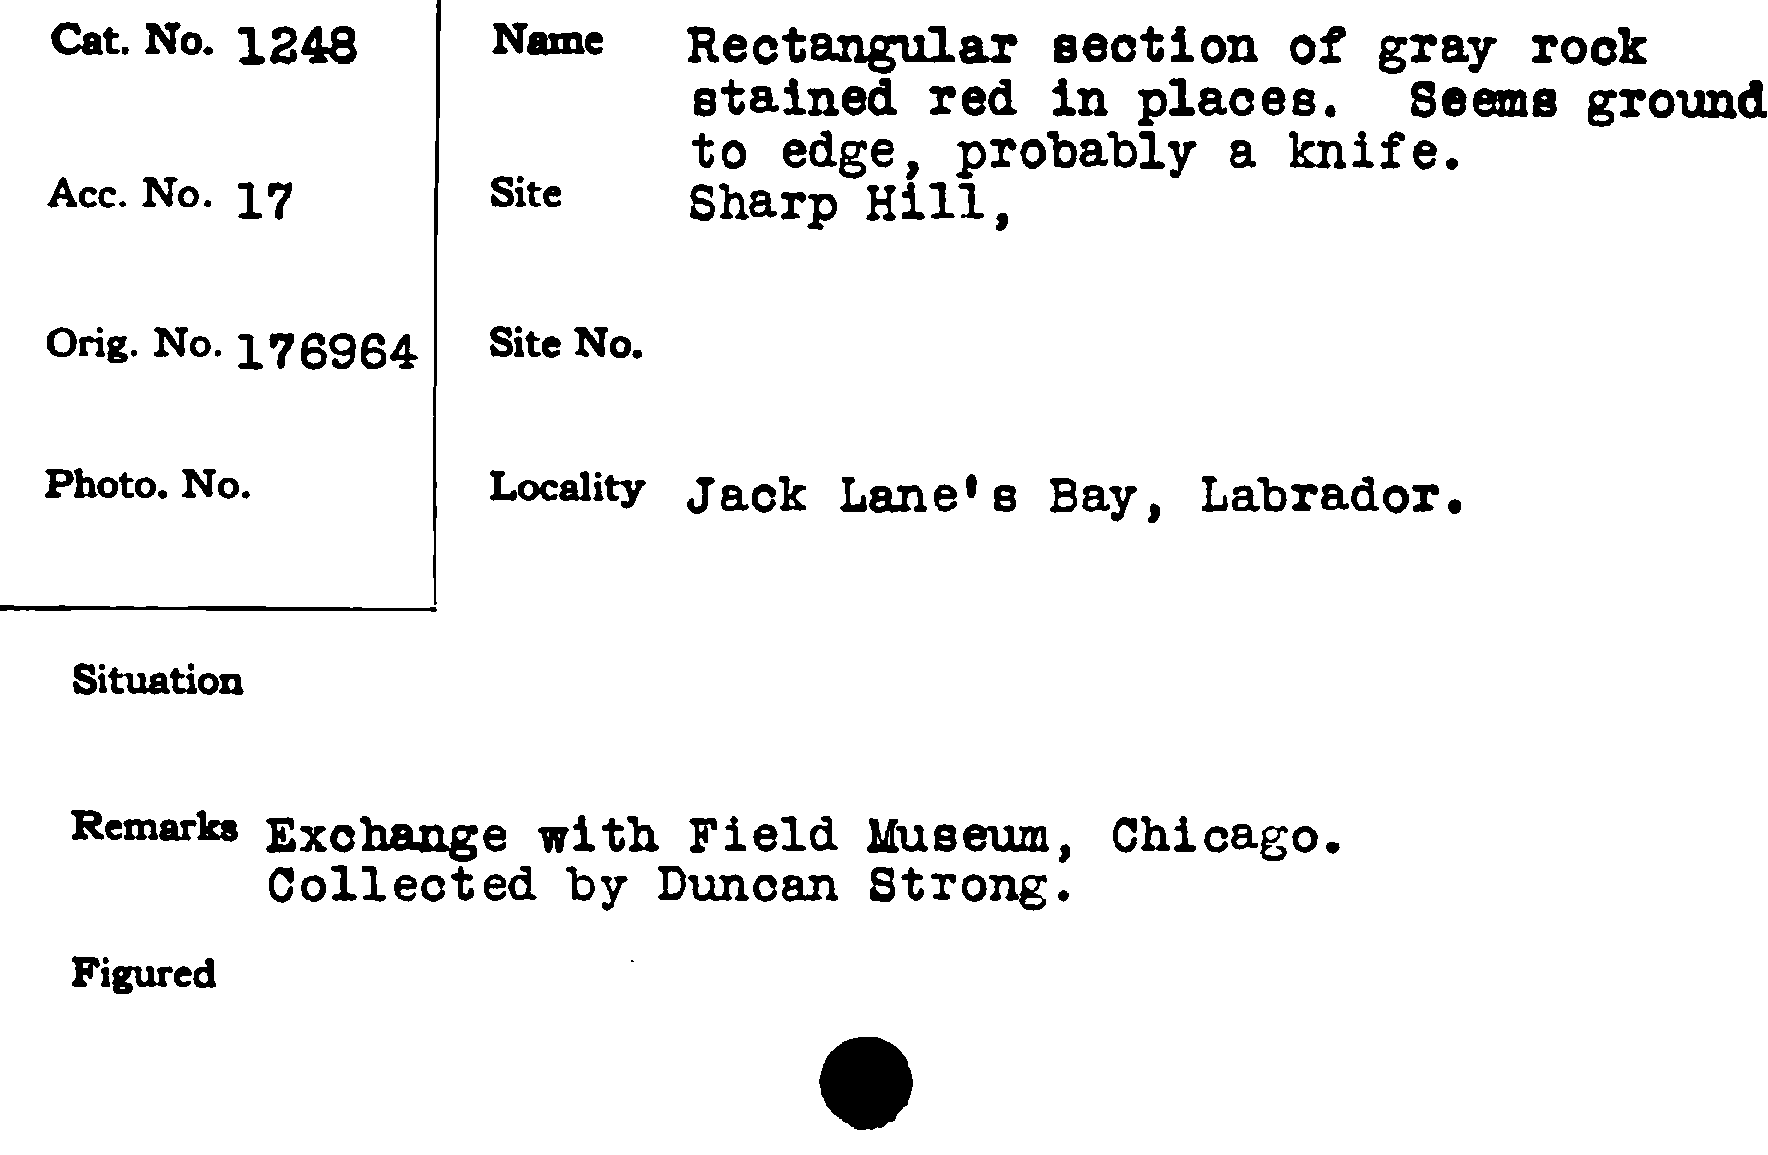 Cat. No. 1248
Name Rectangular section of gray rock
stained red in places. Seems ground
to edge, probably a knife.
Acc. No. 17
Site Sharp Hill,
Orig. No. 176964
Site No.
Photo. No.
Locality Jack Lane's Bay, Labrador.
Situation
Remarks Exchange with Field Museum, Chicago.
Collected by Duncan Strong.
Figured